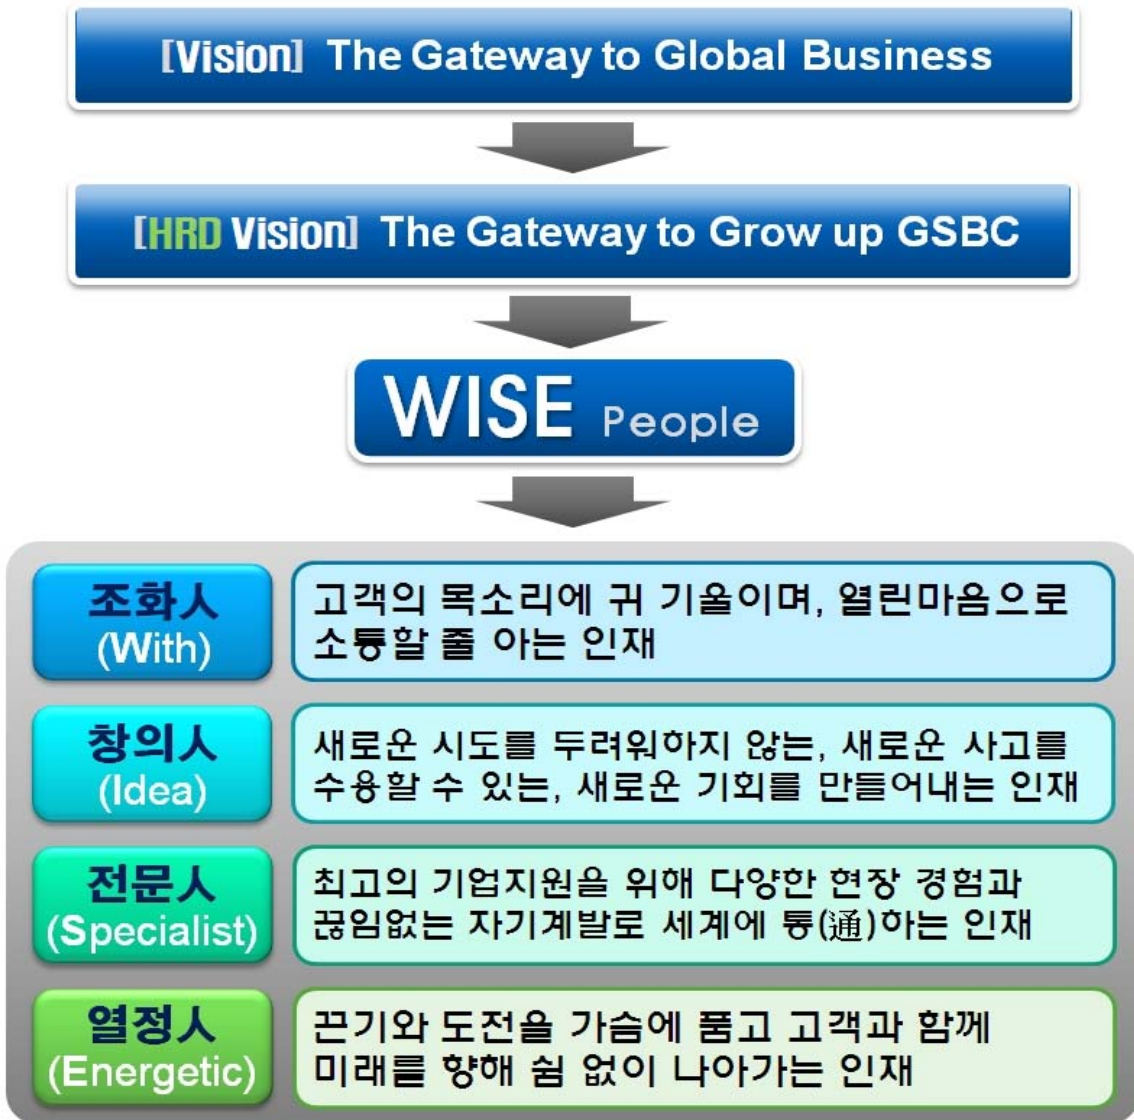 [Vision] The Gateway to Global Business
[HRD Vision] The Gateway to Grow up GSBC
WISE People
조화人
(With)
고객의 목소리에 귀 기울이며, 열린마음으로
소통할 줄 아는 인재
창의人
(Idea)
새로운 시도를 두려워하지 않는, 새로운 사고를
수용할 수 있는, 새로운 기회를 만들어내는 인재
전문人
(Specialist)
최고의 기업지원을 위해 다양한 현장 경험과
끊임없는 자기계발로 세계에 통(通)하는 인재
열정人
(Energetic)
끈기와 도전을 가슴에 품고 고객과 함께
미래를 향해 쉼 없이 나아가는 인재